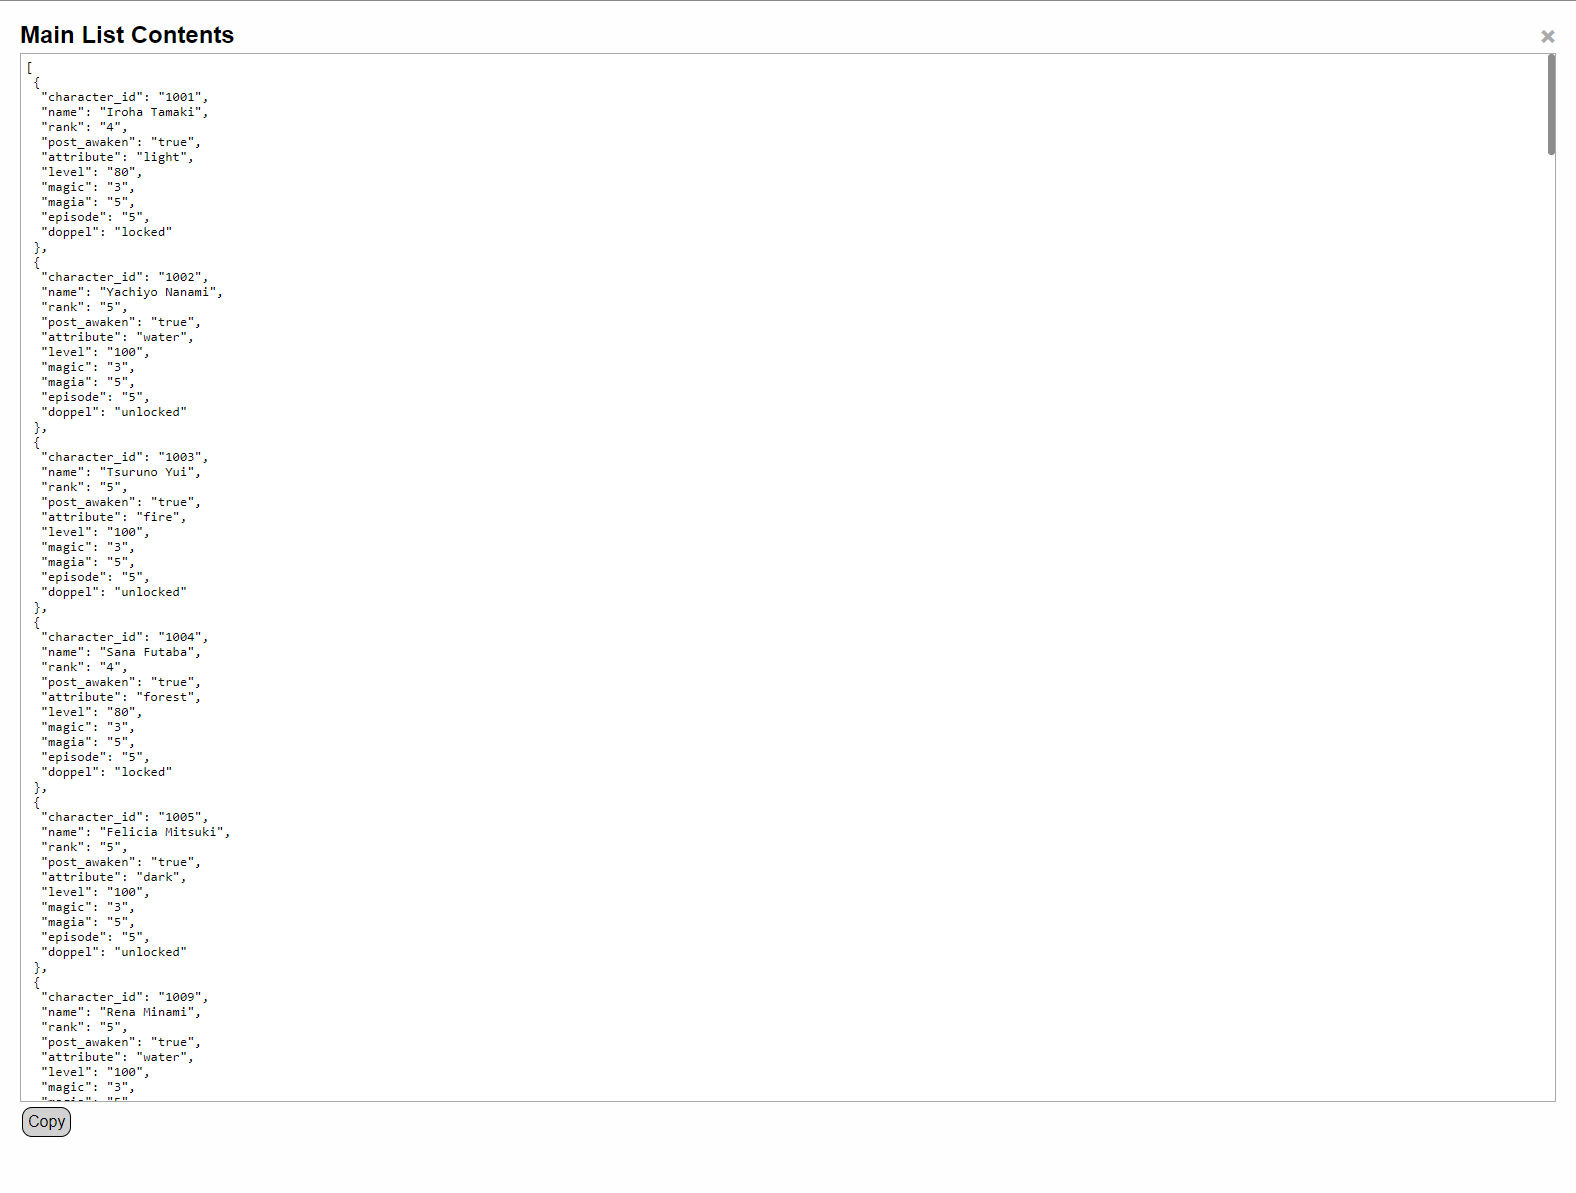 Main List Contents
×
[
{
"character_id": "1001",
"name": "Iroha Tamaki",
"rank": "4",
"post_awaken": "true",
"attribute": "light",
"level": "80",
"magic": "3",
"magia": "5",
"episode": "5",
"doppel": "locked"
},
{
"character_id": "1002",
"name": "Yachiyo Nanami",
"rank": "5",
"post_awaken": "true",
"attribute": "water",
"level": "100",
"magic": "3",
"magia": "5",
"episode": "5",
"doppel": "unlocked"
},
{
"character_id": "1003",
"name": "Tsuruno Yui",
"rank": "5",
"post_awaken": "true",
"attribute": "fire",
"level": "100",
"magic": "3",
"magia": "5",
"episode": "5",
"doppel": "unlocked"
},
{
"character_id": "1004",
"name": "Sana Futaba",
"rank": "4",
"post_awaken": "true",
"attribute": "forest",
"level": "80",
"magic": "3",
"magia": "5",
"episode": "5",
"doppel": "locked"
},
{
"character_id": "1005",
"name": "Felicia Mitsuki",
"rank": "5",
"post_awaken": "true",
"attribute": "dark",
"level": "100",
"magic": "3",
"magia": "5",
"episode": "5",
"doppel": "unlocked"
},
{
"character_id": "1009",
"name": "Rena Minami",
"rank": "5",
"post_awaken": "true",
"attribute": "water",
"level": "100",
"magic": "3",
Copy